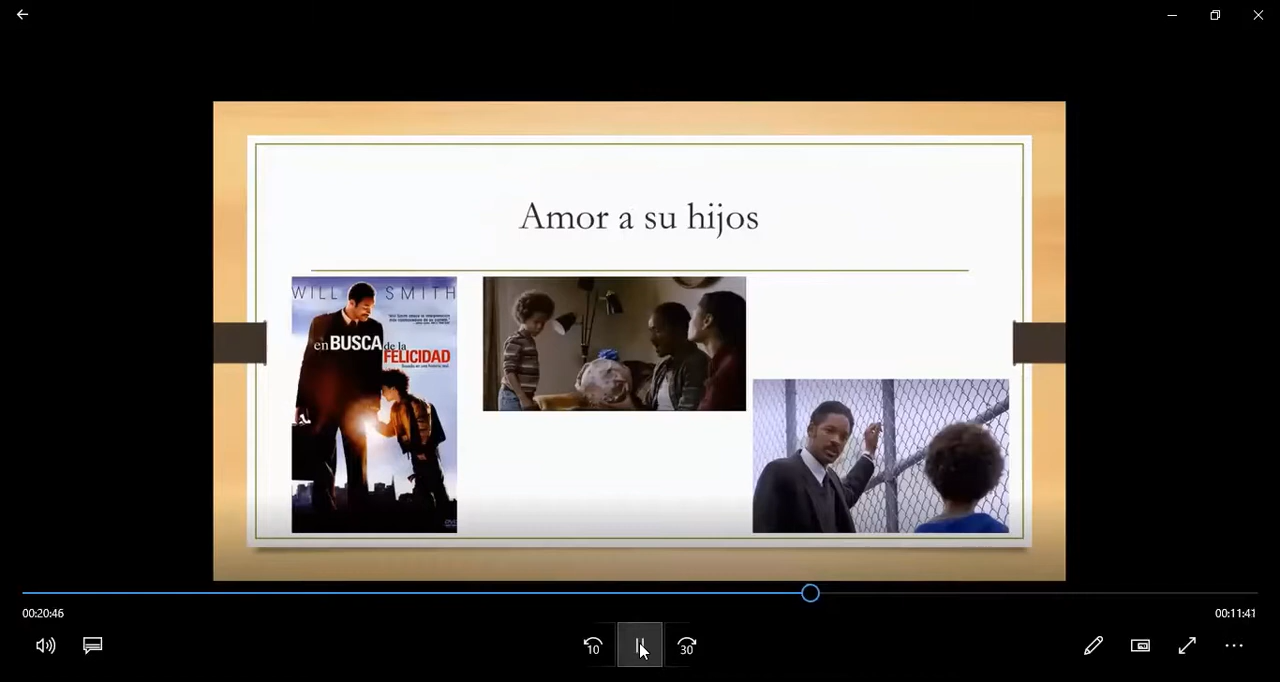 Amor a su hijos
WILL SMITH
en BUSCA de la
FELICIDAD
00:20:46
00:11:41
10
30